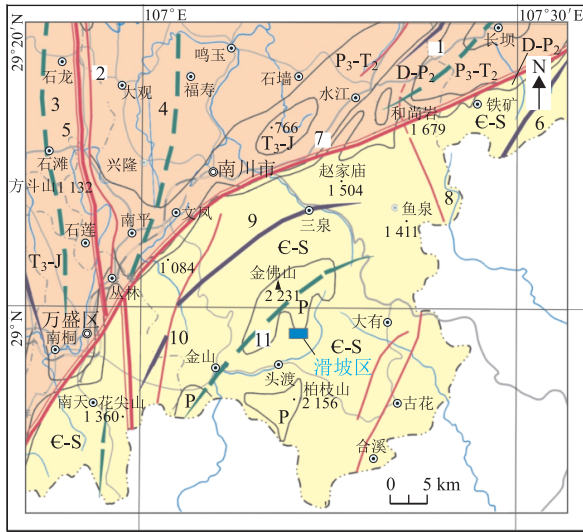 107°E
107°30′E
29°20′N
29°N
长坝
鸣玉
1
D-P₂
P₃-T₂
石龙
2
石墙
P₃-T₂
N
大观
福寿
D-P₂
水江
铁矿
3
4
和尚岩
1 679
Є-S
5
766
T₃-J
6
石滩
兴隆
7
南川市
赵家庙
1 504
方斗山
1 132
8
文凤
9
三泉
鱼泉
1 411
石莲
南平
Є-S
T₃-J
1 084
金佛山
2 231
丛林
P
万盛区
大有
南桐
10
11
Є-S
滑坡区
金山
头渡
柏枝山
2 156
南天
花尖山
1 360
P
P
古花
Є-S
合溪
0 5 km